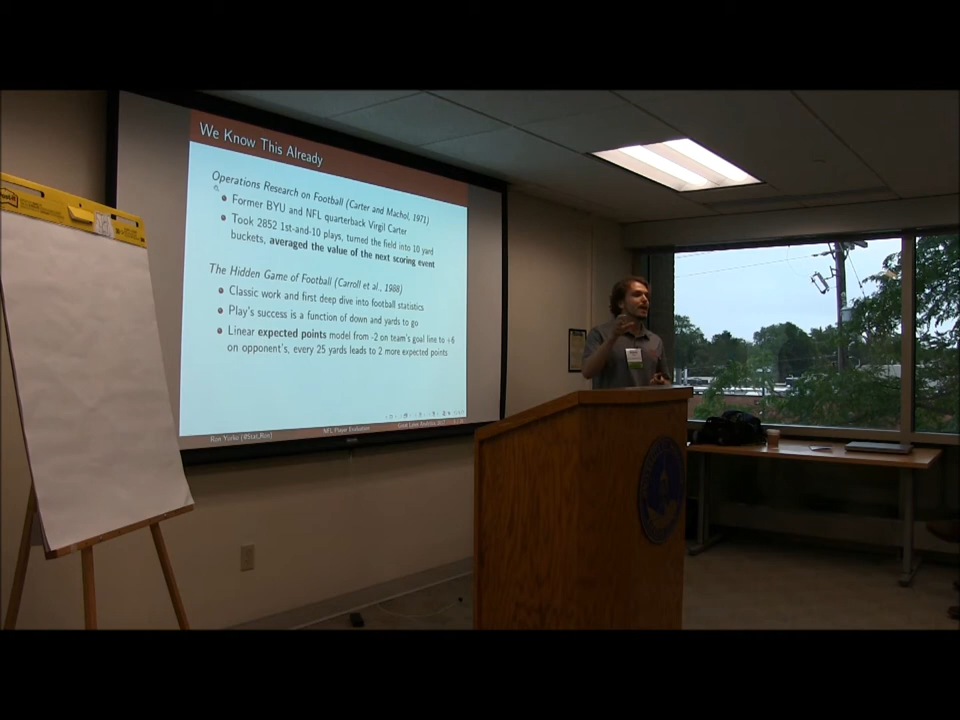 We Know This Already
Operations Research on Football (Carter and Machol, 1971)
Former BYU and NFL quarterback Virgil Carter
Took 2852 1st-and-10 plays, turned the field into 10 yard
buckets, averaged the value of the next scoring event
The Hidden Game of Football (Carroll et al., 1988)
Classic work and first deep dive into football statistics
Play's success is a function of down and yards to go
Linear expected points model from -2 on team's goal line to +6
on opponent's, every 25 yards leads to 2 more expected points
Ron Yurko (@Stat_Ron) NFL Player Evaluation Great Lakes Analytics, 2017